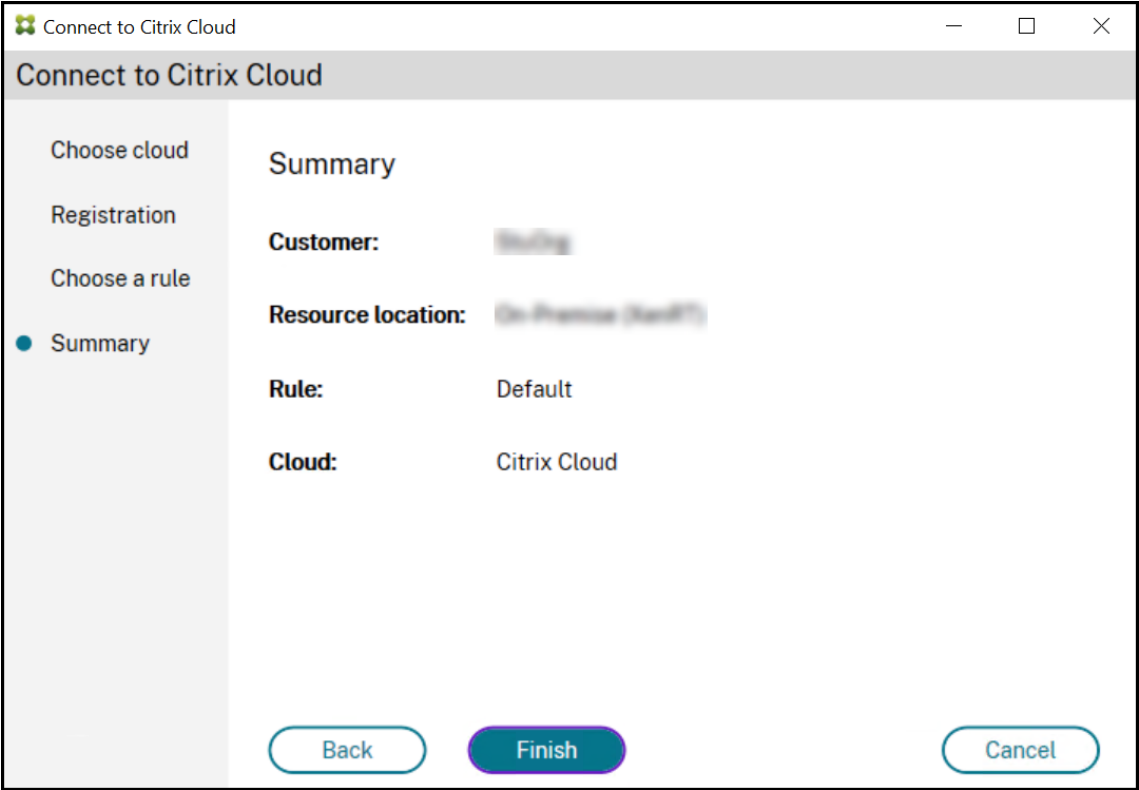 Connect to Citrix Cloud
Connect to Citrix Cloud
Choose cloud
Registration
Choose a rule
Summary
Summary
Customer:
Resource location:
Rule: Default
Cloud: Citrix Cloud
Back Finish Cancel